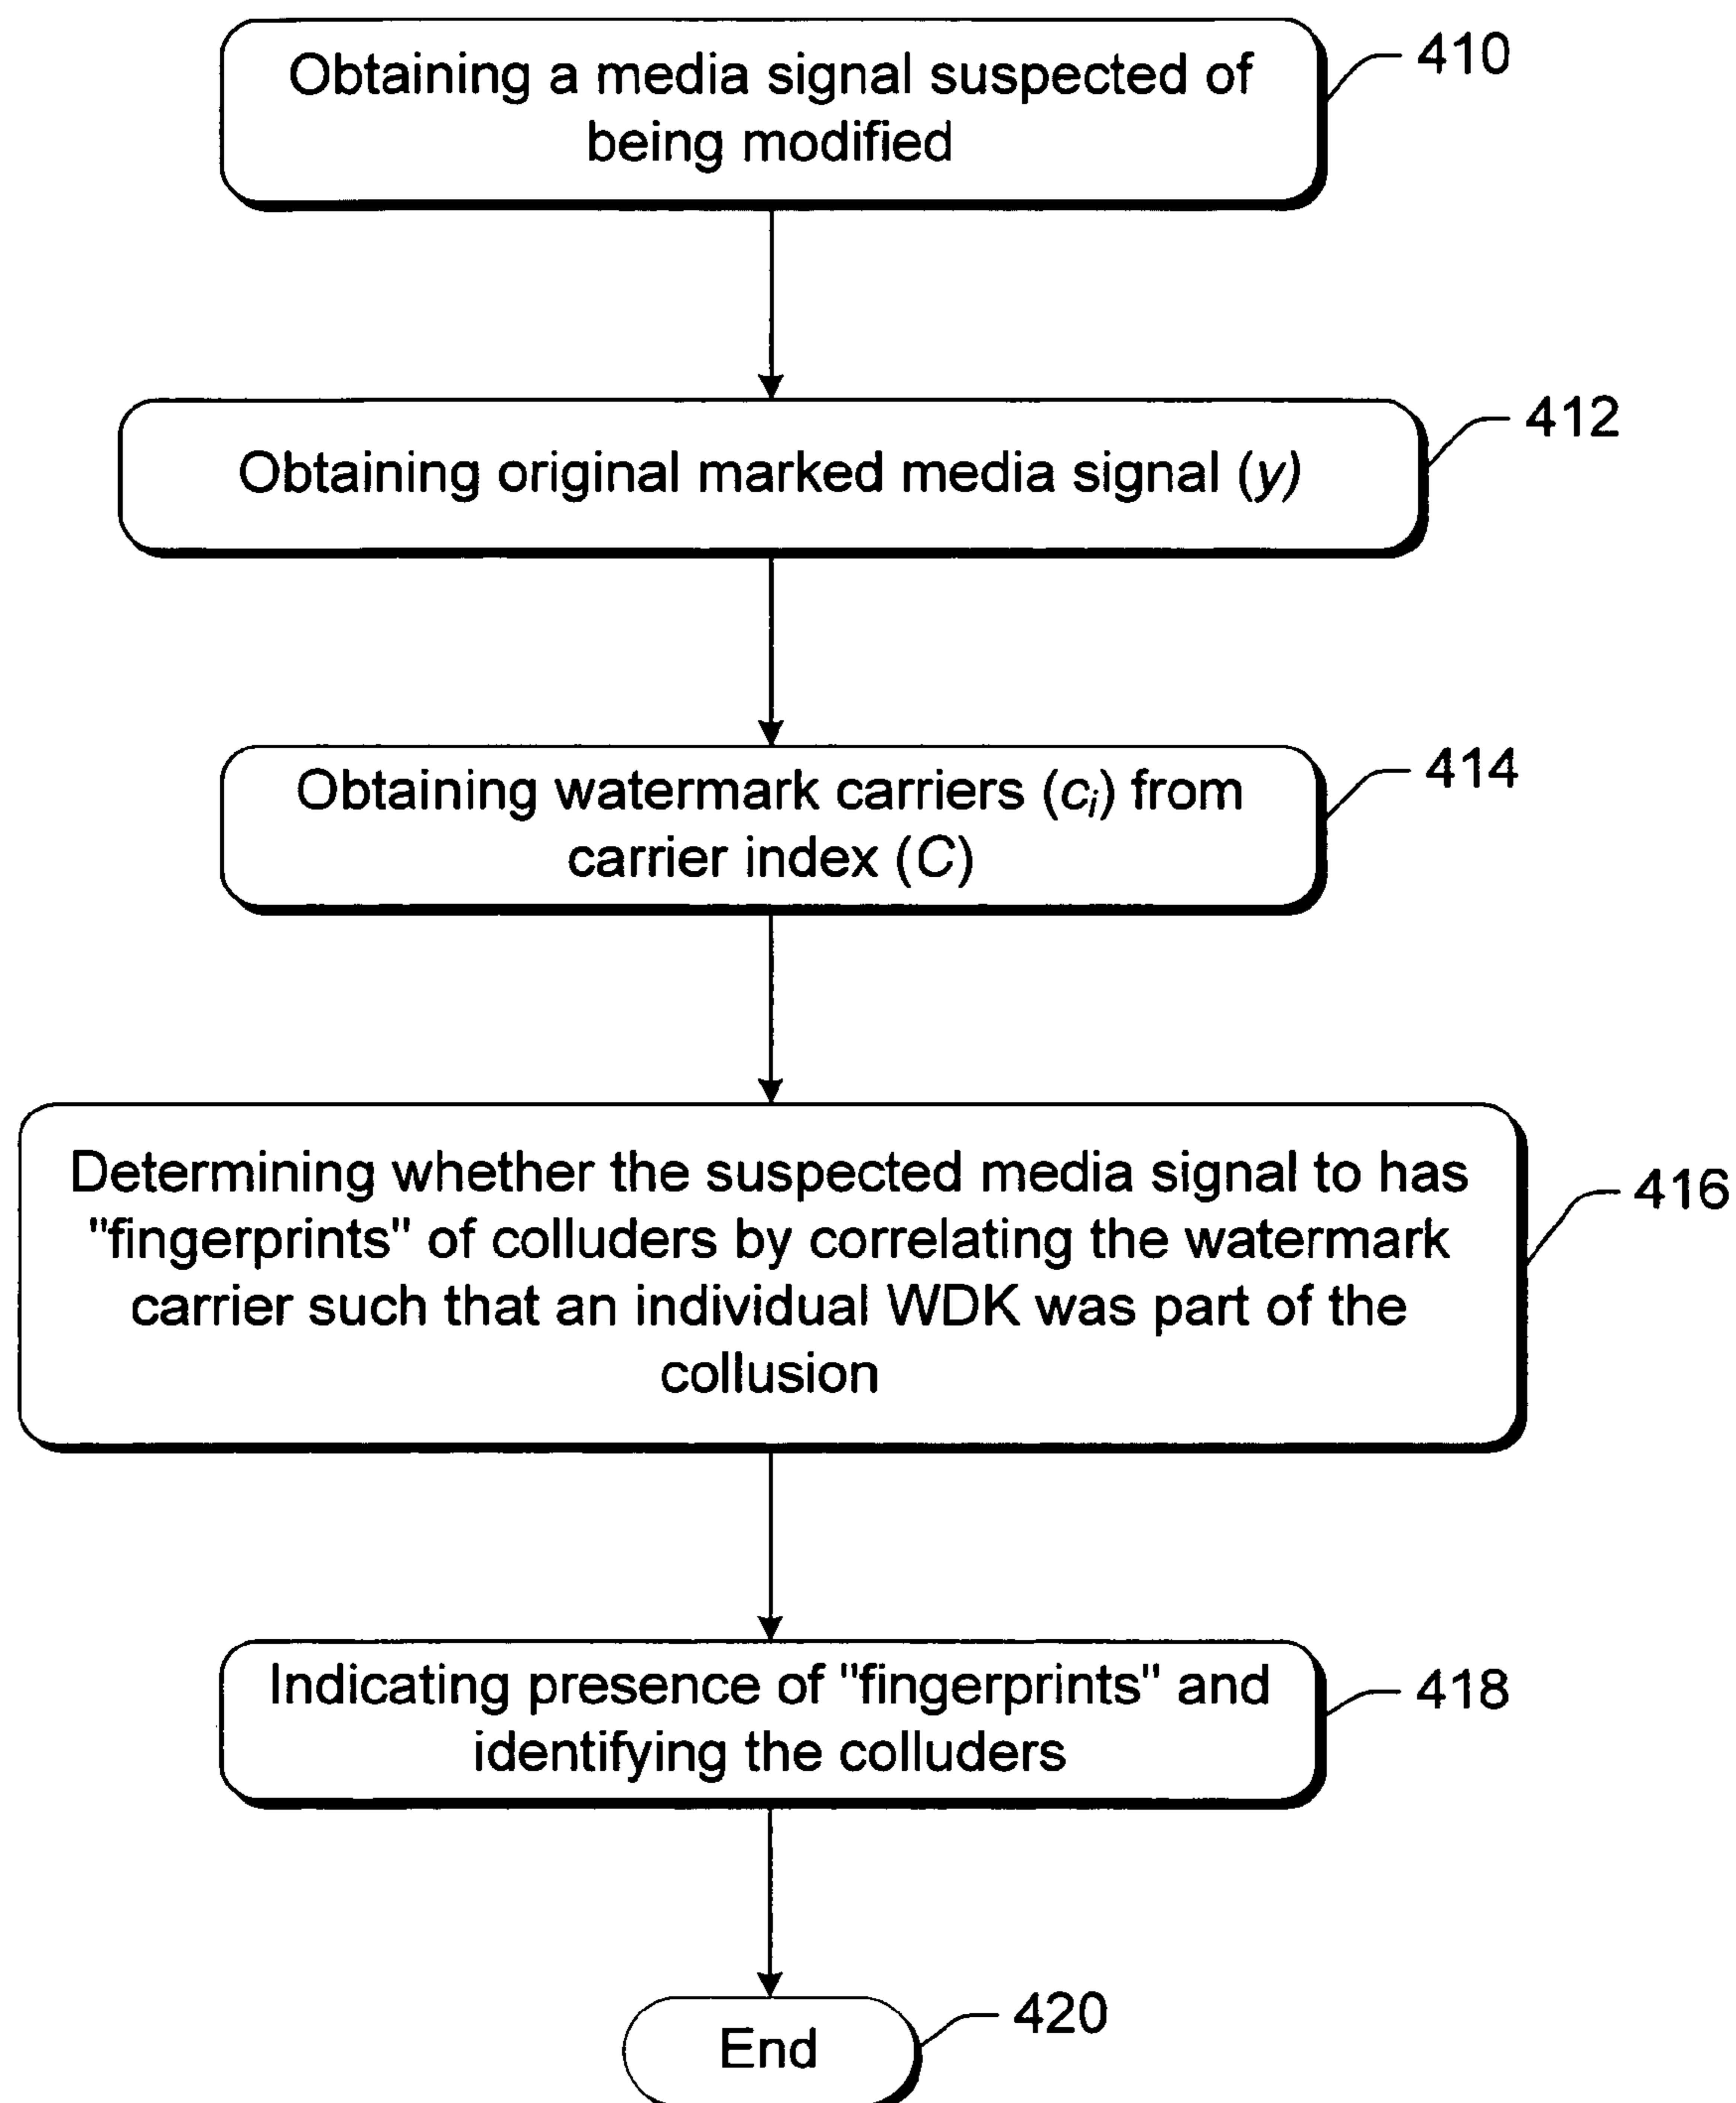 Obtaining a media signal suspected of
being modified
410
Obtaining original marked media signal (y)
412
Obtaining watermark carriers (ci) from
carrier index (C)
414
Determining whether the suspected media signal to has
"fingerprints" of colluders by correlating the watermark
carrier such that an individual WDK was part of the
collusion
416
Indicating presence of "fingerprints" and
identifying the colluders
418
End
420